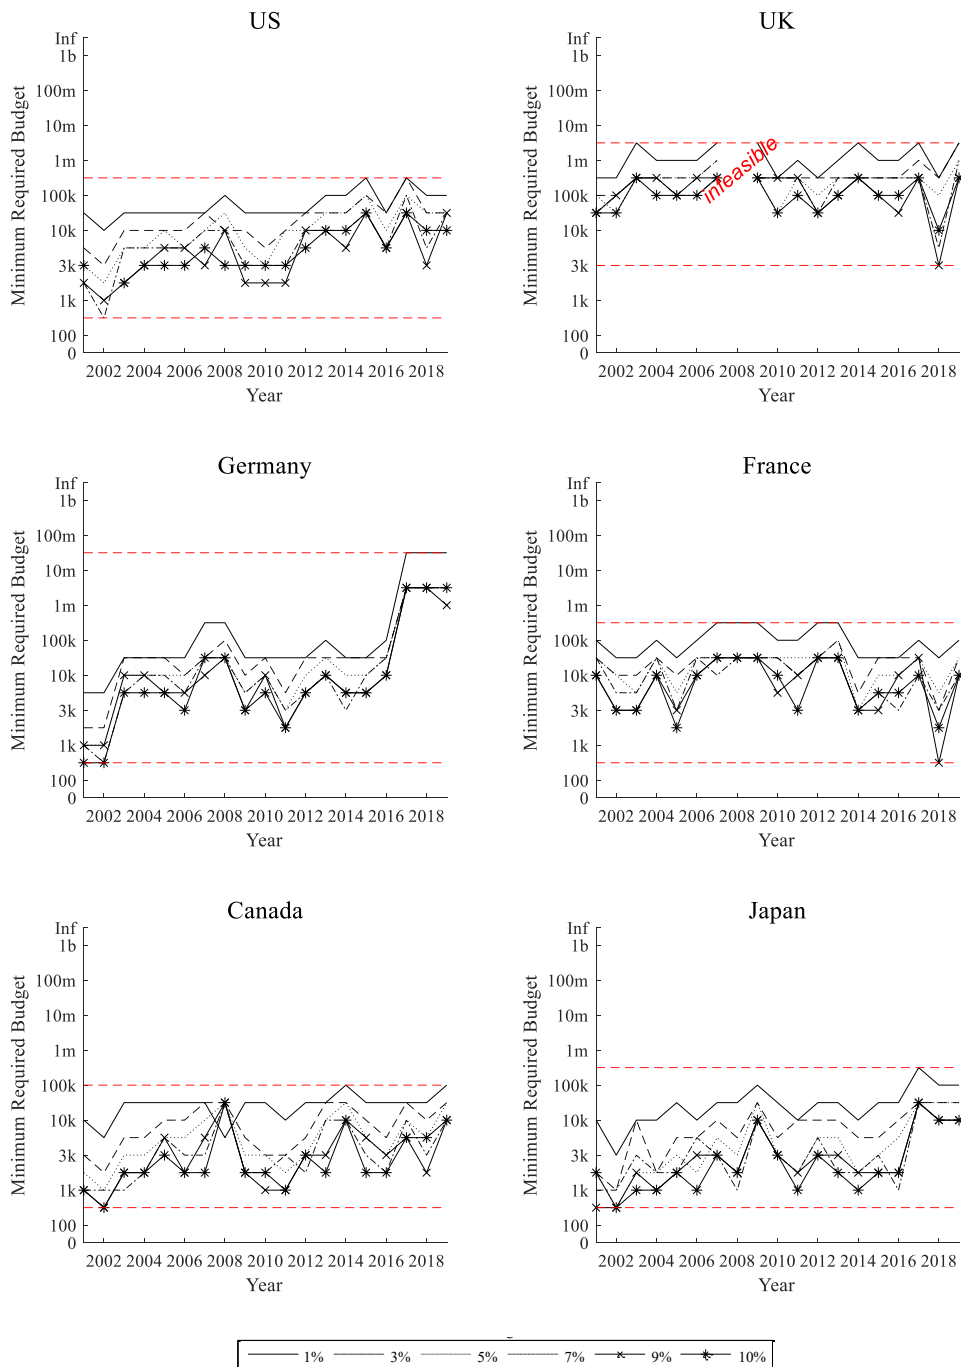 US
Inf
1b
100m
10m
1m
100k
10k
3k
1k
100
0
Minimum Required Budget
2002 2004 2006 2008 2010 2012 2014 2016 2018
Year
UK
Inf
1b
100m
10m
1m
100k
10k
3k
1k
100
0
Minimum Required Budget
infeasible
2002 2004 2006 2008 2010 2012 2014 2016 2018
Year
Germany
Inf
1b
100m
10m
1m
100k
10k
3k
1k
100
0
Minimum Required Budget
2002 2004 2006 2008 2010 2012 2014 2016 2018
Year
France
Inf
1b
100m
10m
1m
100k
10k
3k
1k
100
0
Minimum Required Budget
2002 2004 2006 2008 2010 2012 2014 2016 2018
Year
Canada
Inf
1b
100m
10m
1m
100k
10k
3k
1k
100
0
Minimum Required Budget
2002 2004 2006 2008 2010 2012 2014 2016 2018
Year
Japan
Inf
1b
100m
10m
1m
100k
10k
3k
1k
100
0
Minimum Required Budget
2002 2004 2006 2008 2010 2012 2014 2016 2018
Year
1% 3% 5% 7% 9% 10%